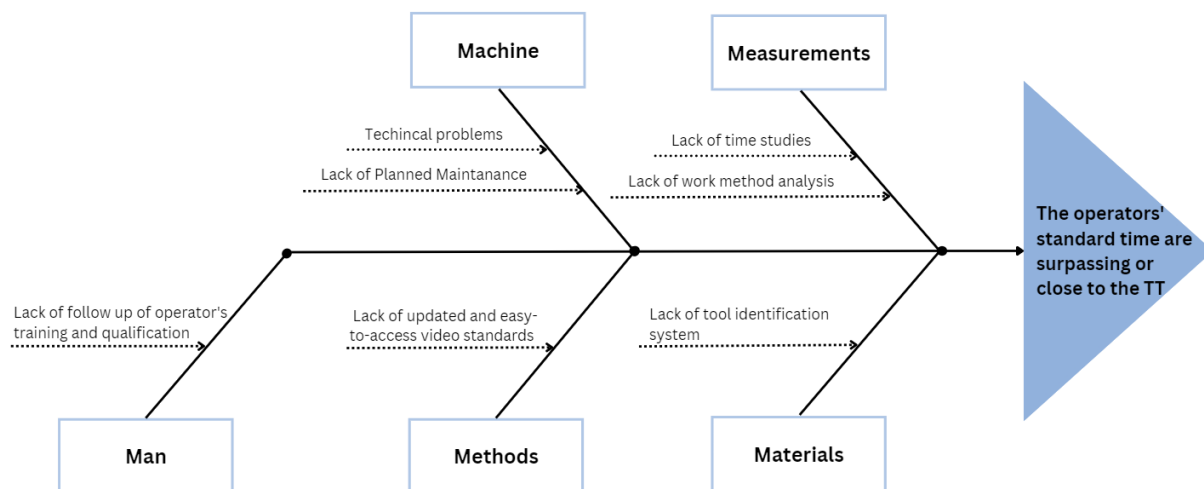 Machine
Measurements
Techincal problems
Lack of Planned Maintanance
Lack of time studies
Lack of work method analysis
The operators'
standard time are
surpassing or
close to the TT
Lack of follow up of operator's
training and qualification
Lack of updated and easy-
to-access video standards
Lack of tool identification
system
Man
Methods
Materials